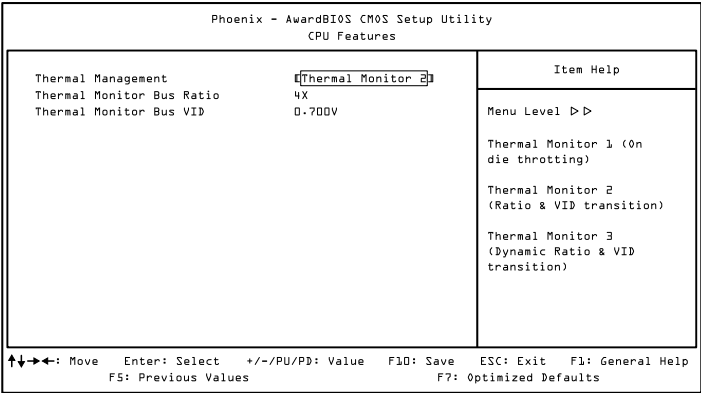 Phoenix - AwardBIOS CMOS Setup Utility
CPU Features
Thermal Management [Thermal Monitor 2]
Thermal Monitor Bus Ratio 4X
Thermal Monitor Bus VID 0.700V
Item Help
Menu Level ▷▷
Thermal Monitor 1 (On
die throtting)
Thermal Monitor 2
(Ratio & VID transition)
Thermal Monitor 3
(Dynamic Ratio & VID
transition)
↑↓→←: Move Enter: Select +/-/PU/PD: Value F10: Save ESC: Exit F1: General Help
F5: Previous Values F7: Optimized Defaults